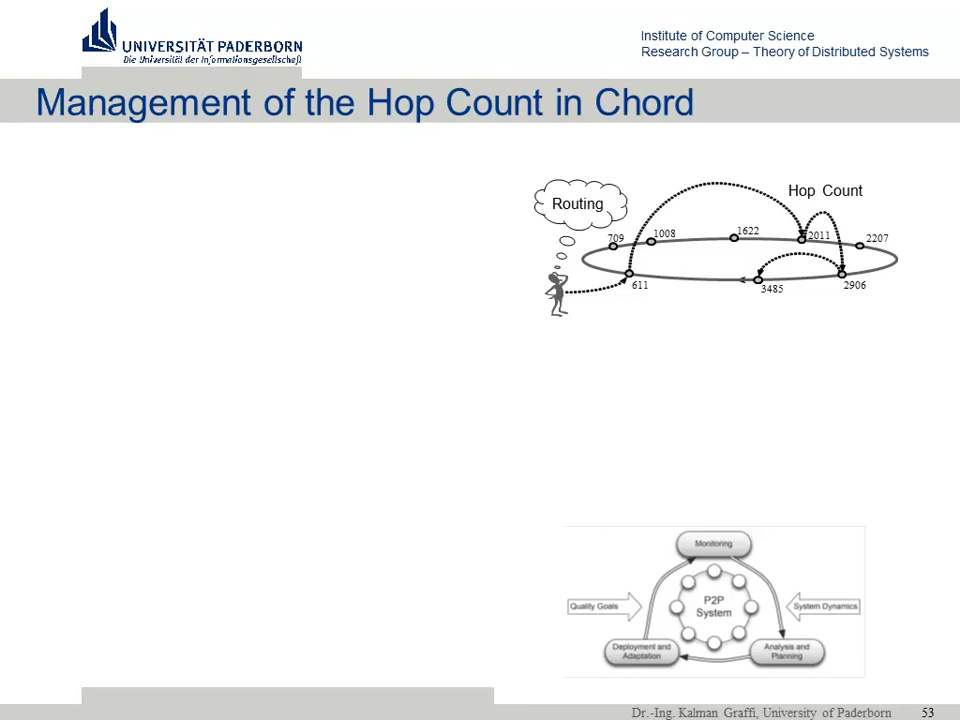 UNIVERSITÄT PADERBORN
Die Universität der Informationsgesellschaft
Institute of Computer Science
Research Group – Theory of Distributed Systems
Management of the Hop Count in Chord
Routing
Hop Count
709
1008
1622
2011
2207
611
3485
2906
Monitoring
Quality Goals
P2P
System
System Dynamics
Deployment and
Adaptation
Analysis and
Planning
Dr.-Ing. Kalman Graffi, University of Paderborn
53